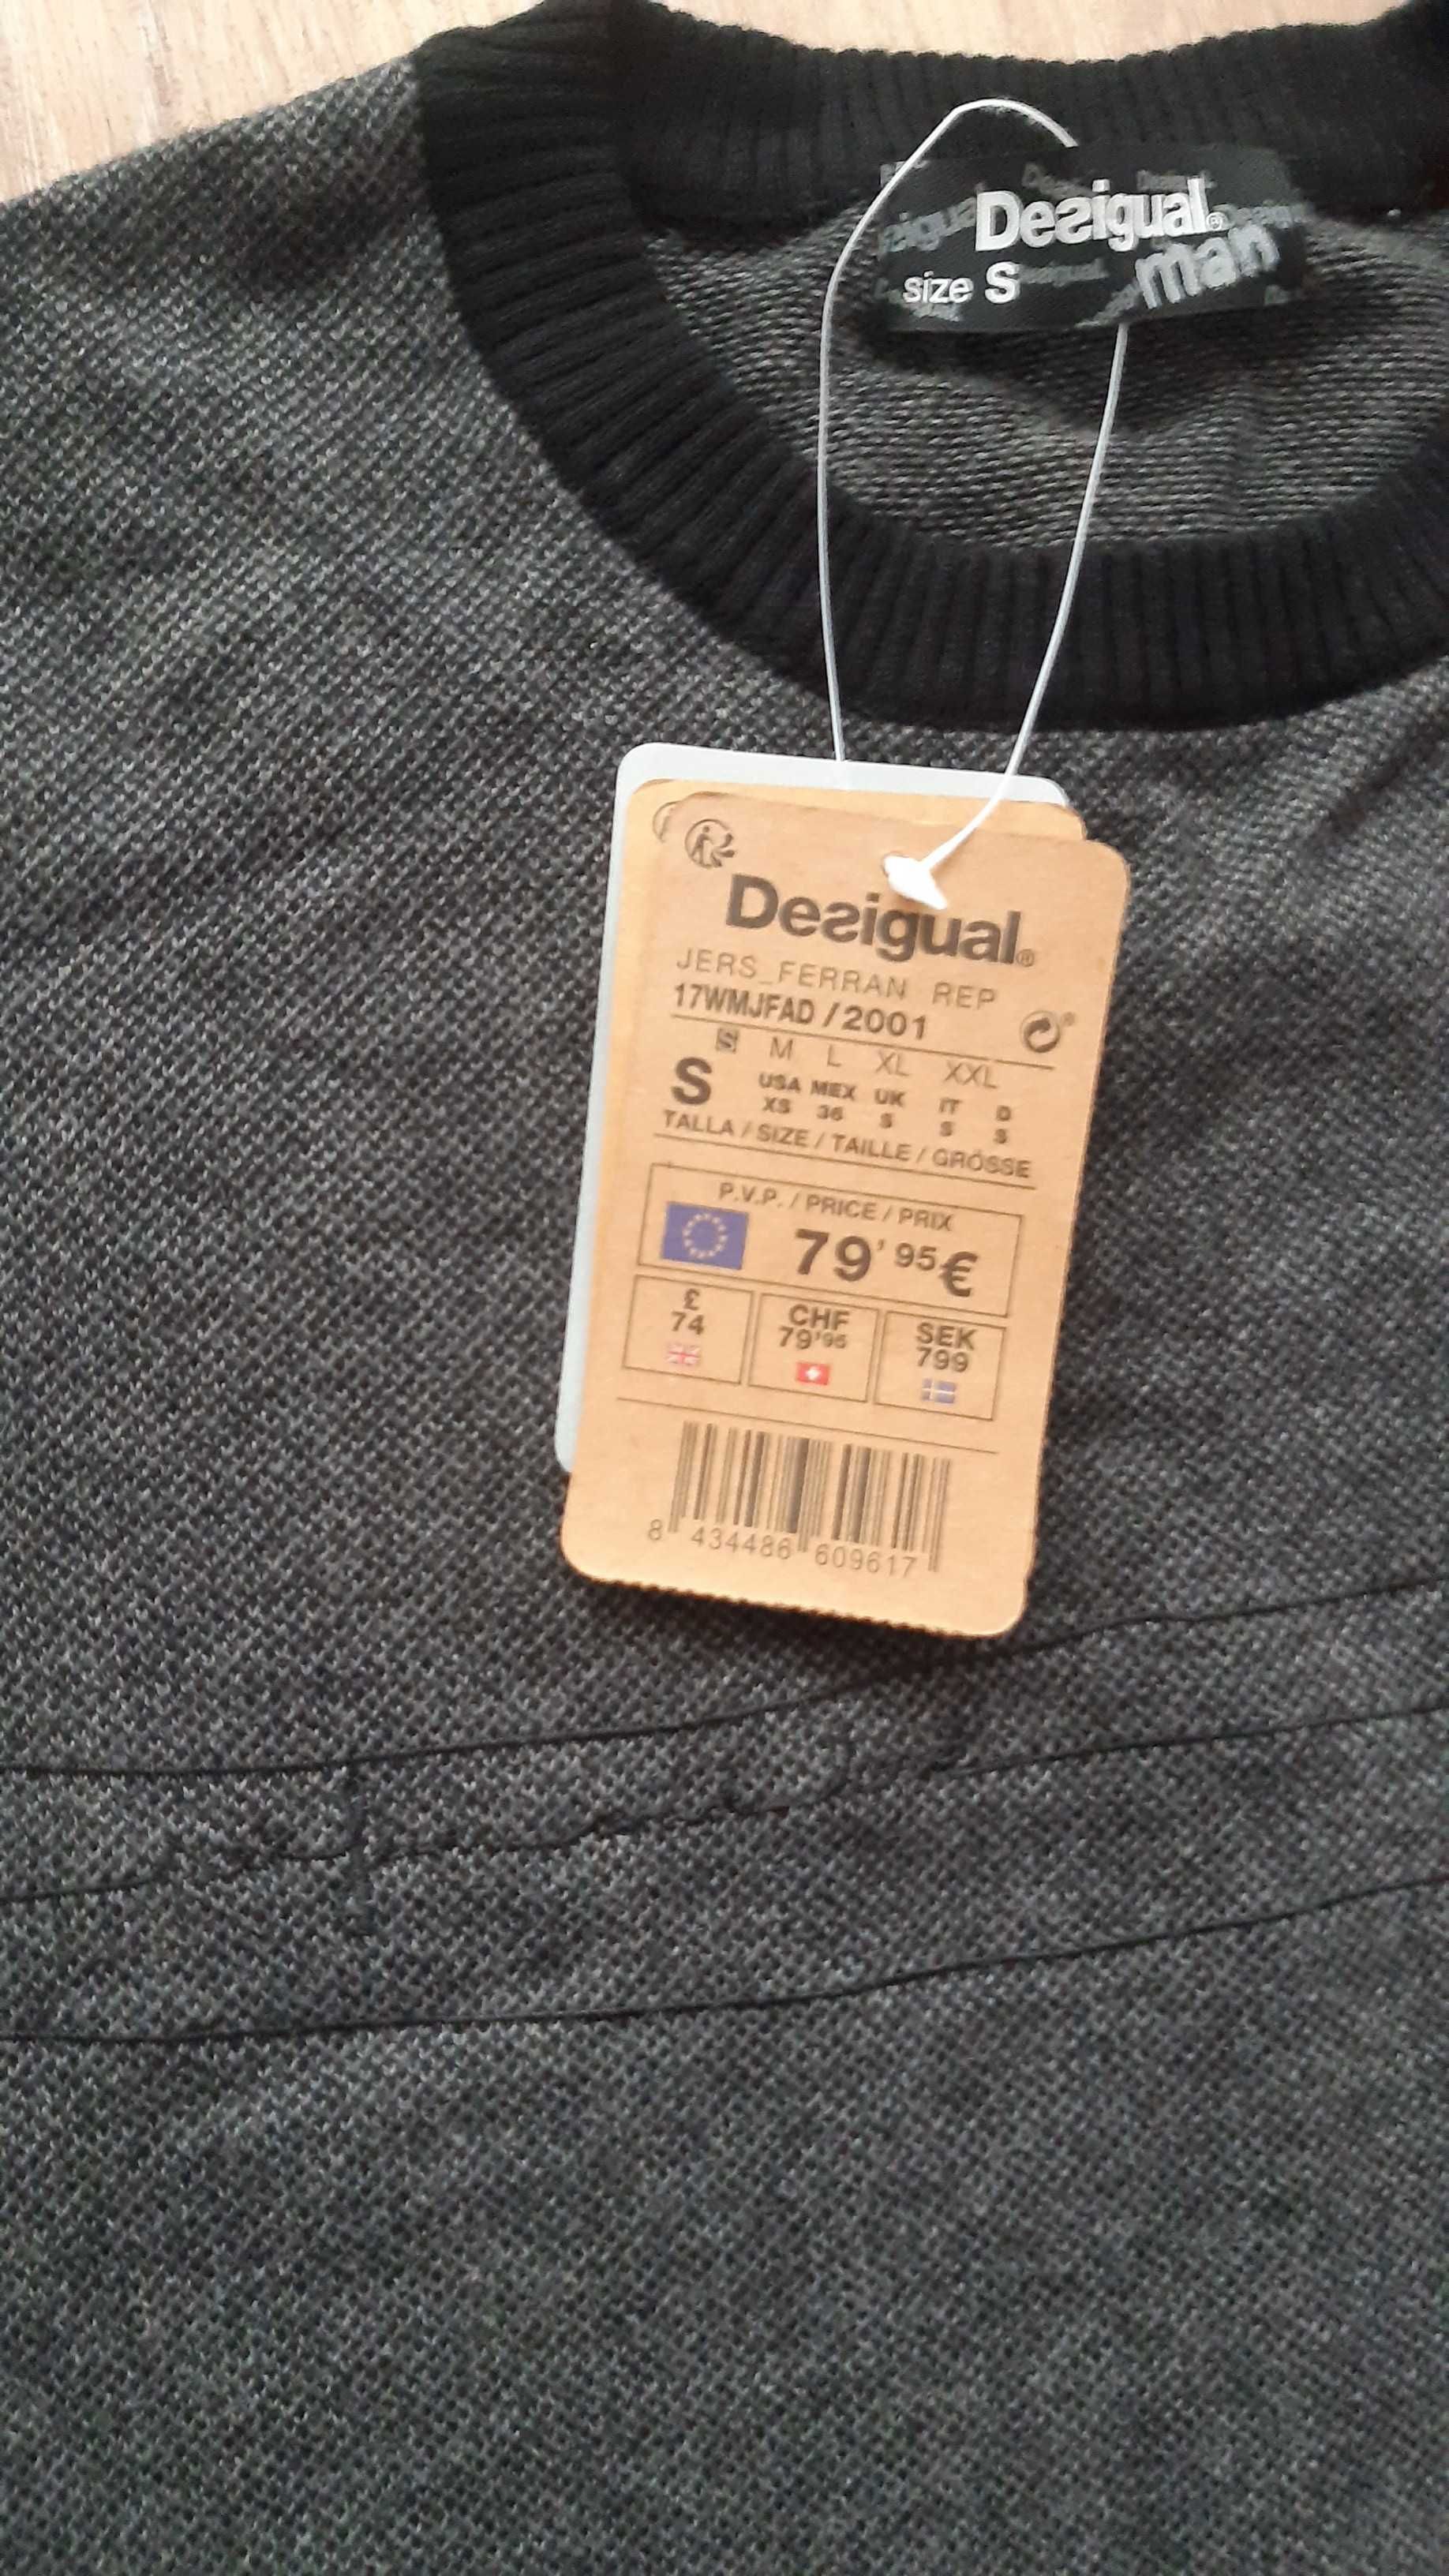 Desigual®
size S
man
Desigual®
JERS_FERRAN REP
17WMJFAD /2001
S M L XL XXL
S
USA MEX UK IT D
XS 36 S S S
TALLA / SIZE / TAILLE / GRÖSSE
P.V.P. / PRICE / PRIX
79'95€
£ CHF SEK
74 79'95 799
8 434486 609617